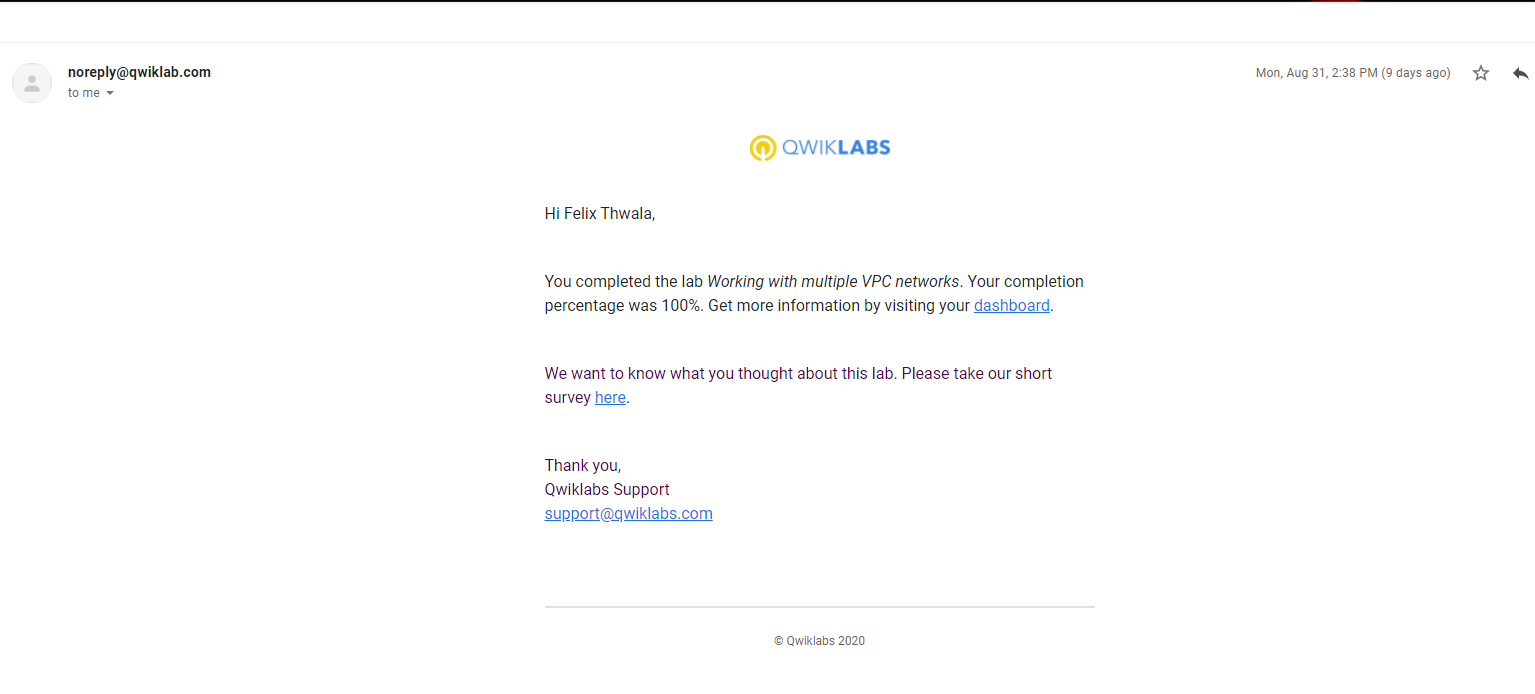 noreply@qwiklab.com
Mon, Aug 31, 2:38 PM (9 days ago)
to me
QWIKLABS
Hi Felix Thwala,
You completed the lab Working with multiple VPC networks. Your completion
percentage was 100%. Get more information by visiting your dashboard.
We want to know what you thought about this lab. Please take our short
survey here.
Thank you,
Qwiklabs Support
support@qwiklabs.com
© Qwiklabs 2020